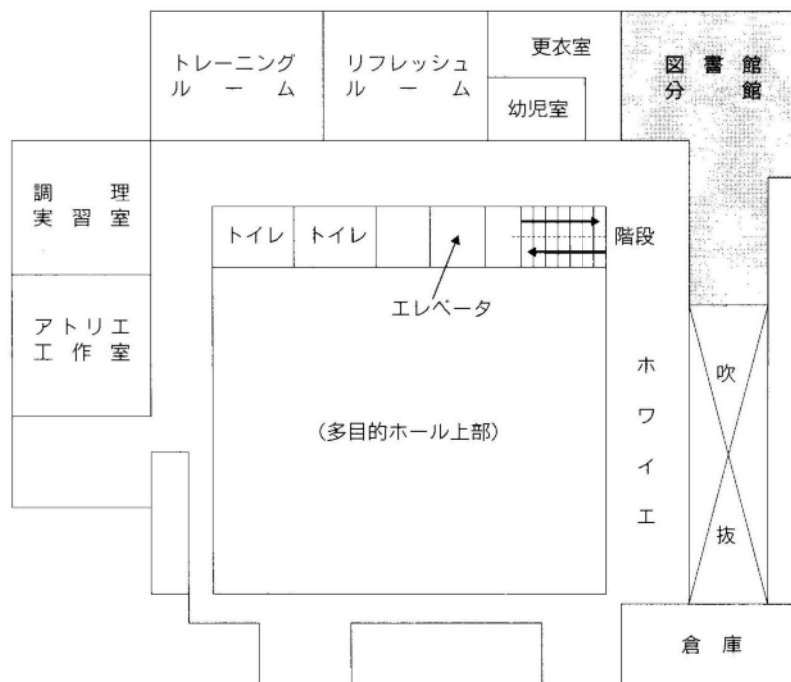 トレーニング
ルーム
リフレッシュ
ルーム
更衣室
幼児室
図書館
分館
調理
実習室
トイレ
トイレ
階段
エレベータ
アトリエ
工作室
(多目的ホール上部)
ホワイエ
吹
抜
倉庫